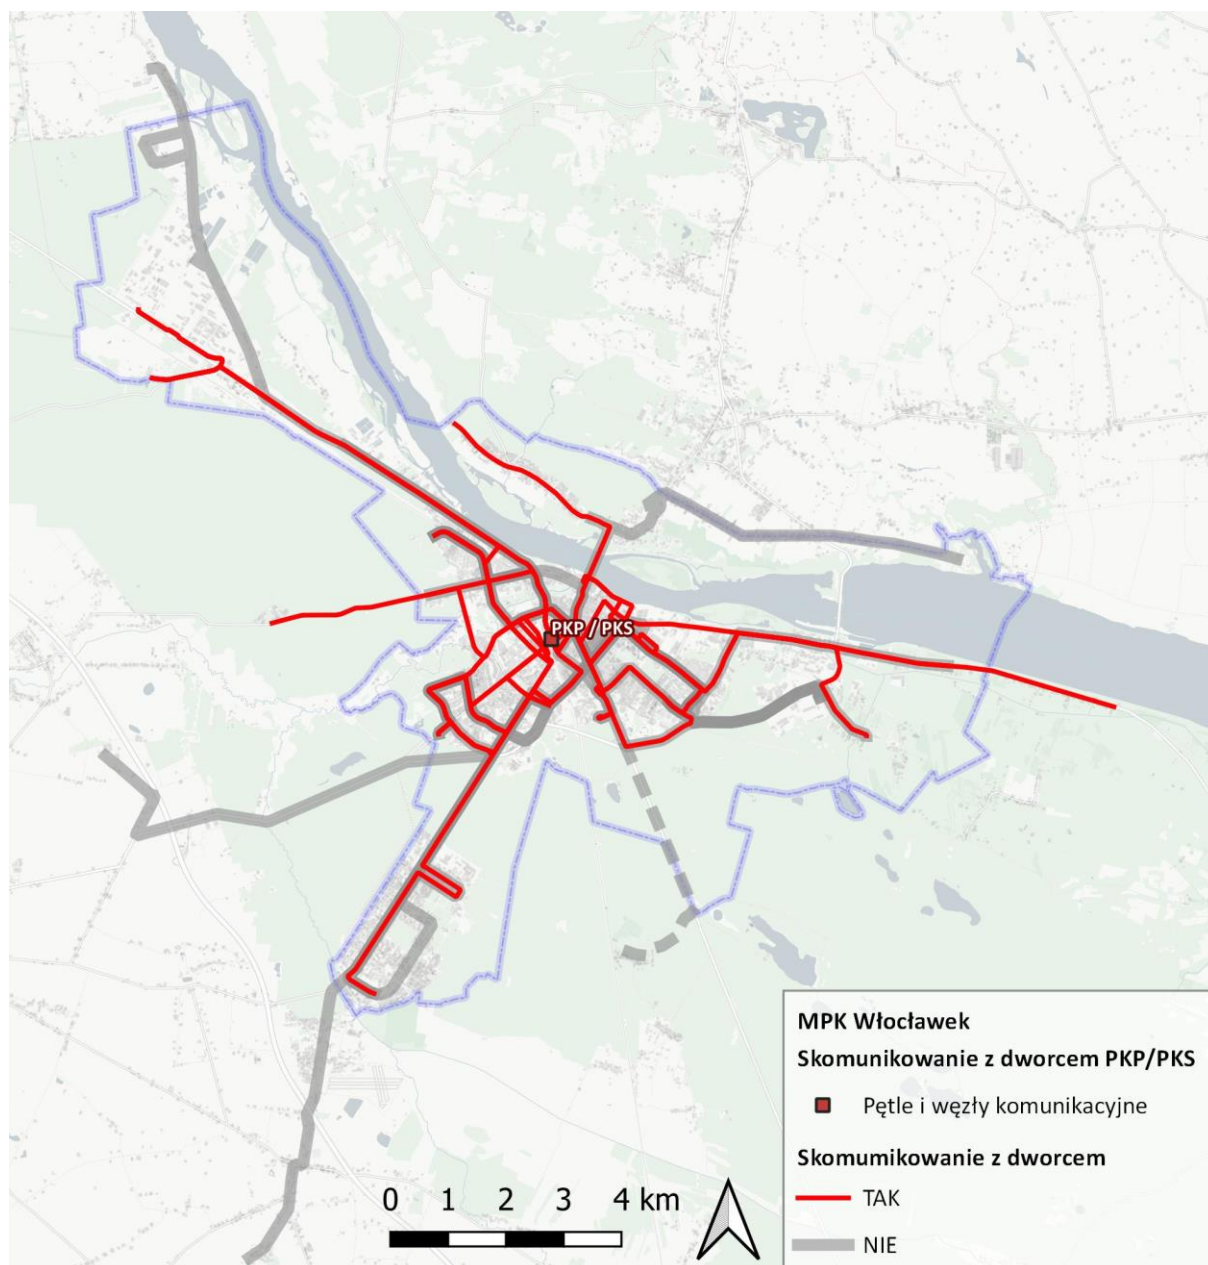 PKP / PKS
MPK Włocławek
Skomunikowanie z dworcem PKP/PKS
Pętle i węzły komunikacyjne
Skomumikowanie z dworcem
TAK
NIE
0 1 2 3 4 km